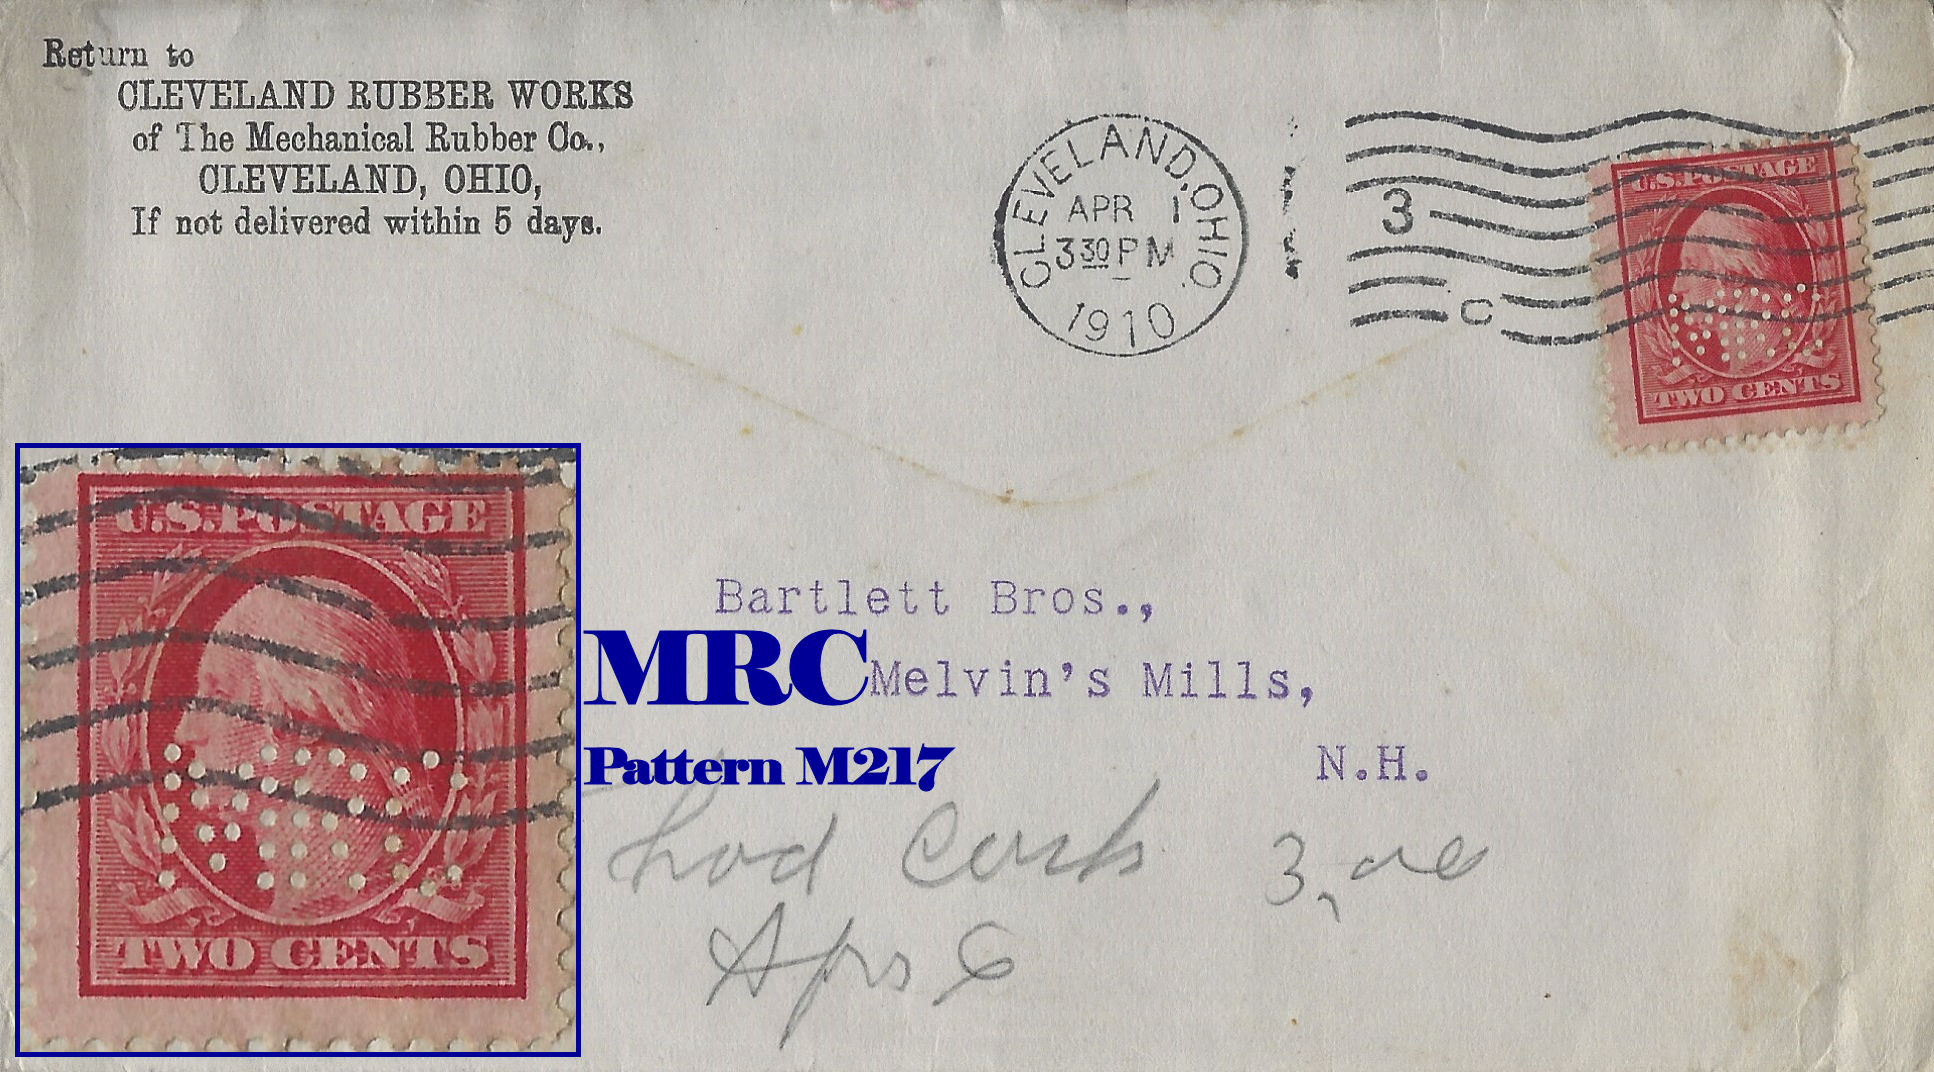 Return to
CLEVELAND RUBBER WORKS
of The Mechanical Rubber Co.,
CLEVELAND, OHIO,
If not delivered within 5 days.
CLEVELAND, OHIO.
APR 1
3 30 PM
1910
3
C
U.S. POSTAGE
TWO CENTS
U.S. POSTAGE
MRC
TWO CENTS
Bartlett Bros.,
MRC
Melvin's Mills,
Pattern M217
N.H.